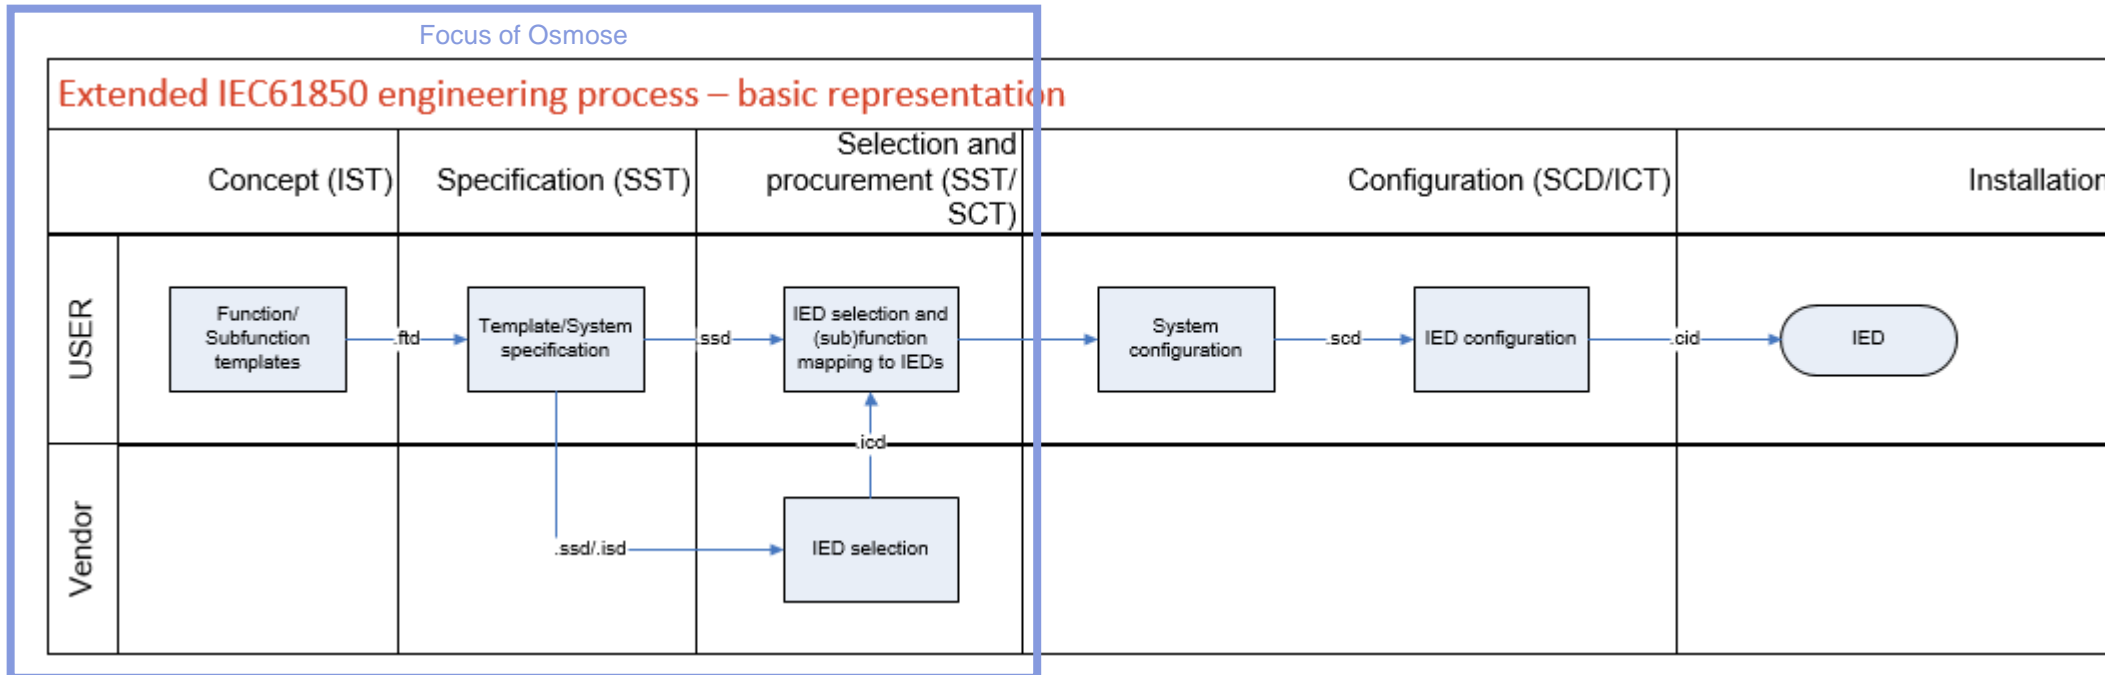 Focus of Osmose
Extended IEC61850 engineering process – basic representation
Concept (IST)
Specification (SST)
Selection and
procurement (SST/
SCT)
Configuration (SCD/ICT)
Installation
USER
Function/
Subfunction
templates
.ftd
Template/System
specification
.ssd
IED selection and
(sub)function
mapping to IEDs
System
configuration
.scd
IED configuration
.cid
IED
.icd
Vendor
.ssd/.isd
IED selection